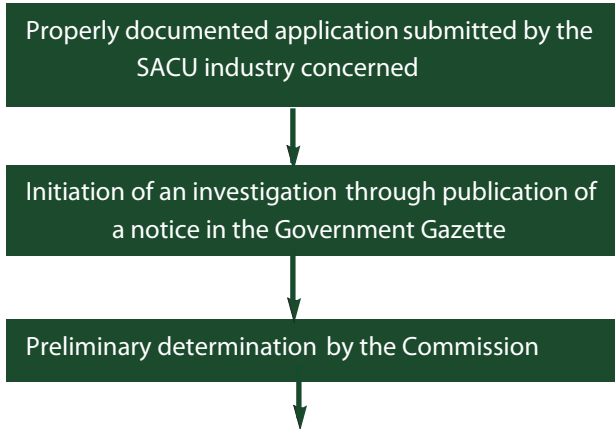 Properly documented application submitted by the
SACU industry concerned
Initiation of an investigation through publication of
a notice in the Government Gazette
Preliminary determination by the Commission